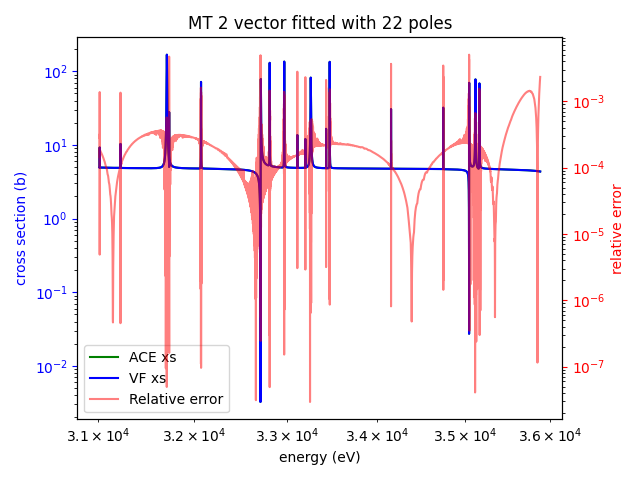 MT 2 vector fitted with 22 poles
10²
10¹
10⁰
10⁻¹
10⁻²
cross section (b)
10⁻³
10⁻⁴
10⁻⁵
10⁻⁶
10⁻⁷
relative error
ACE xs
VF xs
Relative error
3.1 × 10⁴ 3.2 × 10⁴ 3.3 × 10⁴ 3.4 × 10⁴ 3.5 × 10⁴ 3.6 × 10⁴
energy (eV)